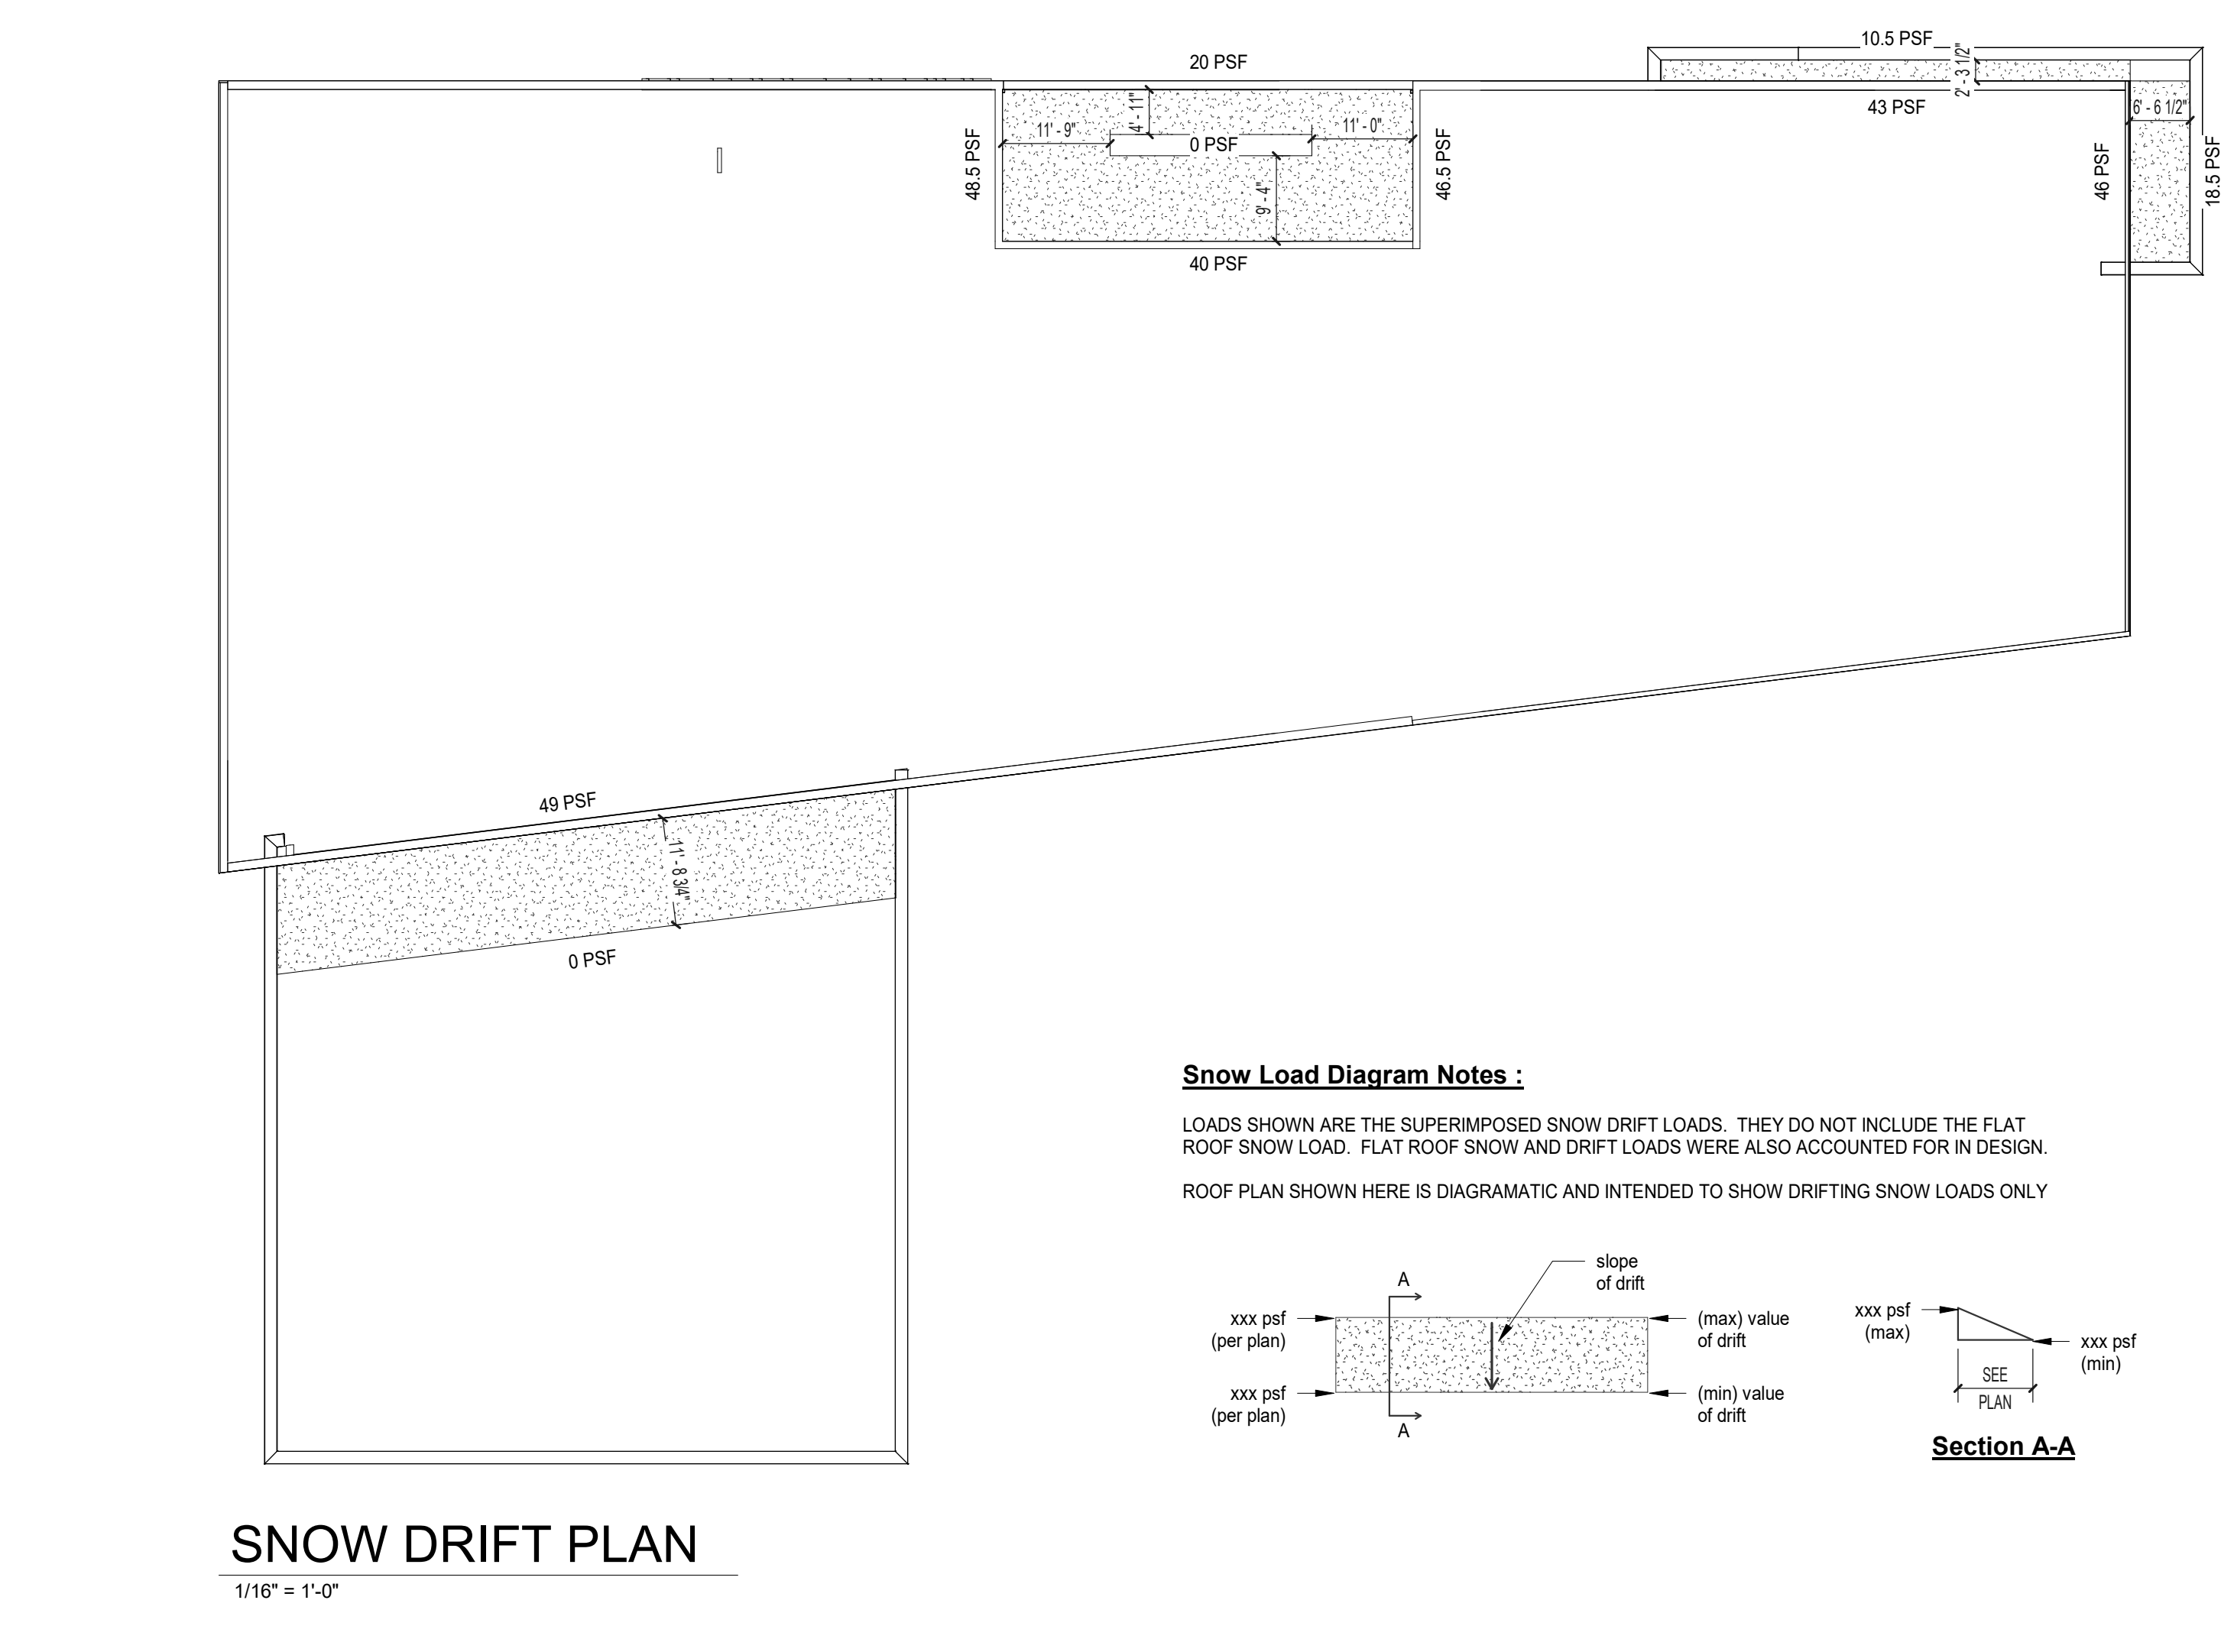 10.5 PSF
20 PSF
2' - 3 1/2"
43 PSF
6' - 6 1/2"
4' - 11"
11' - 9"
11' - 0"
0 PSF
48.5 PSF
46.5 PSF
46 PSF
18.5 PSF
9' - 4"
40 PSF
49 PSF
11' - 8 3/4"
0 PSF
Snow Load Diagram Notes :
LOADS SHOWN ARE THE SUPERIMPOSED SNOW DRIFT LOADS. THEY DO NOT INCLUDE THE FLAT
ROOF SNOW LOAD. FLAT ROOF SNOW AND DRIFT LOADS WERE ALSO ACCOUNTED FOR IN DESIGN.
ROOF PLAN SHOWN HERE IS DIAGRAMATIC AND INTENDED TO SHOW DRIFTING SNOW LOADS ONLY
slope
of drift
A
xxx psf
(per plan)
(max) value
of drift
xxx psf
(per plan)
(min) value
of drift
A
xxx psf
(max)
xxx psf
(min)
SEE
PLAN
Section A-A
SNOW DRIFT PLAN
1/16" = 1'-0"